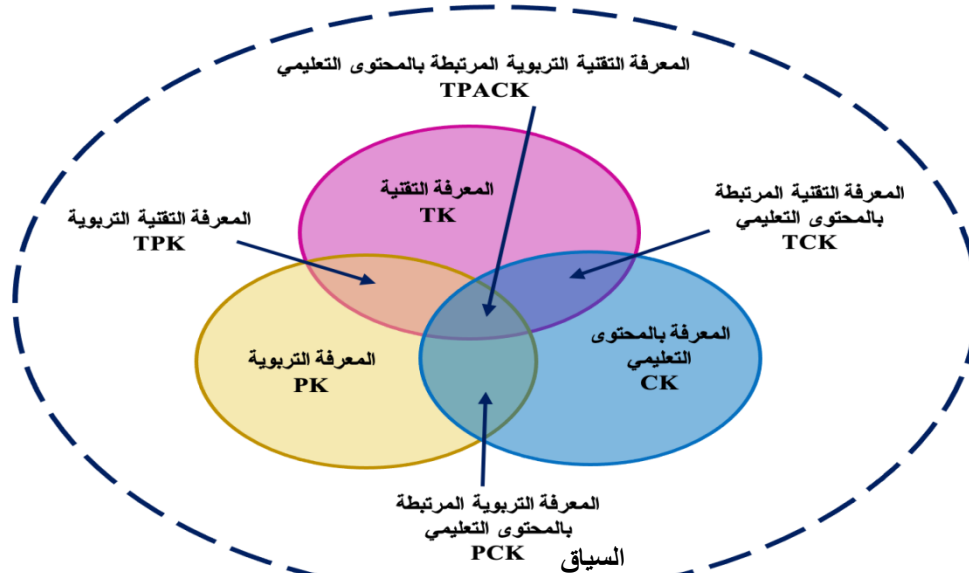 المعرفة التقنية التربوية المرتبطة بالمحتوى التعليمي
TPACK
المعرفة التقنية
TK
المعرفة التقنية المرتبطة
بالمحتوى التعليمي
TCK
المعرفة التقنية التربوية
TPK
المعرفة بالمحتوى
التعليمي
CK
المعرفة التربوية
PK
المعرفة التربوية المرتبطة
بالمحتوى التعليمي
PCK
السياق